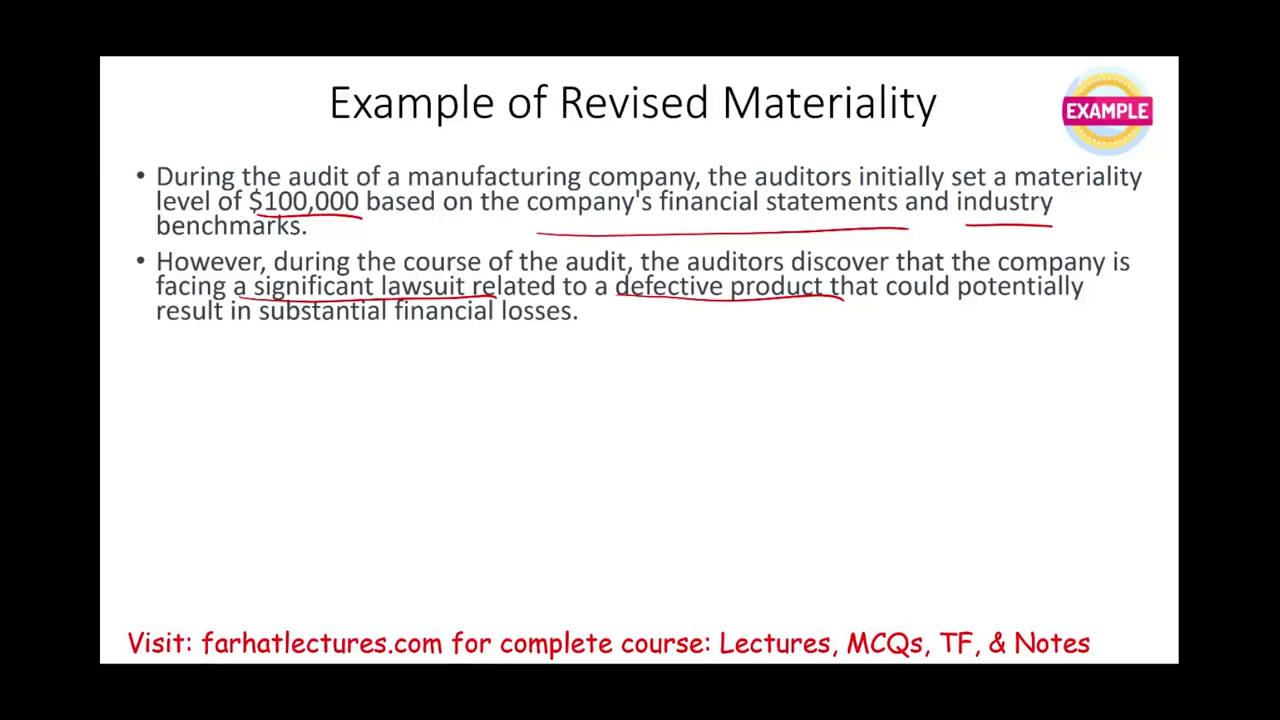 Example of Revised Materiality
EXAMPLE
• During the audit of a manufacturing company, the auditors initially set a materiality
level of $100,000 based on the company's financial statements and industry
benchmarks.
• However, during the course of the audit, the auditors discover that the company is
facing a significant lawsuit related to a defective product that could potentially
result in substantial financial losses.
Visit: farhatlectures.com for complete course: Lectures, MCQs, TF, & Notes